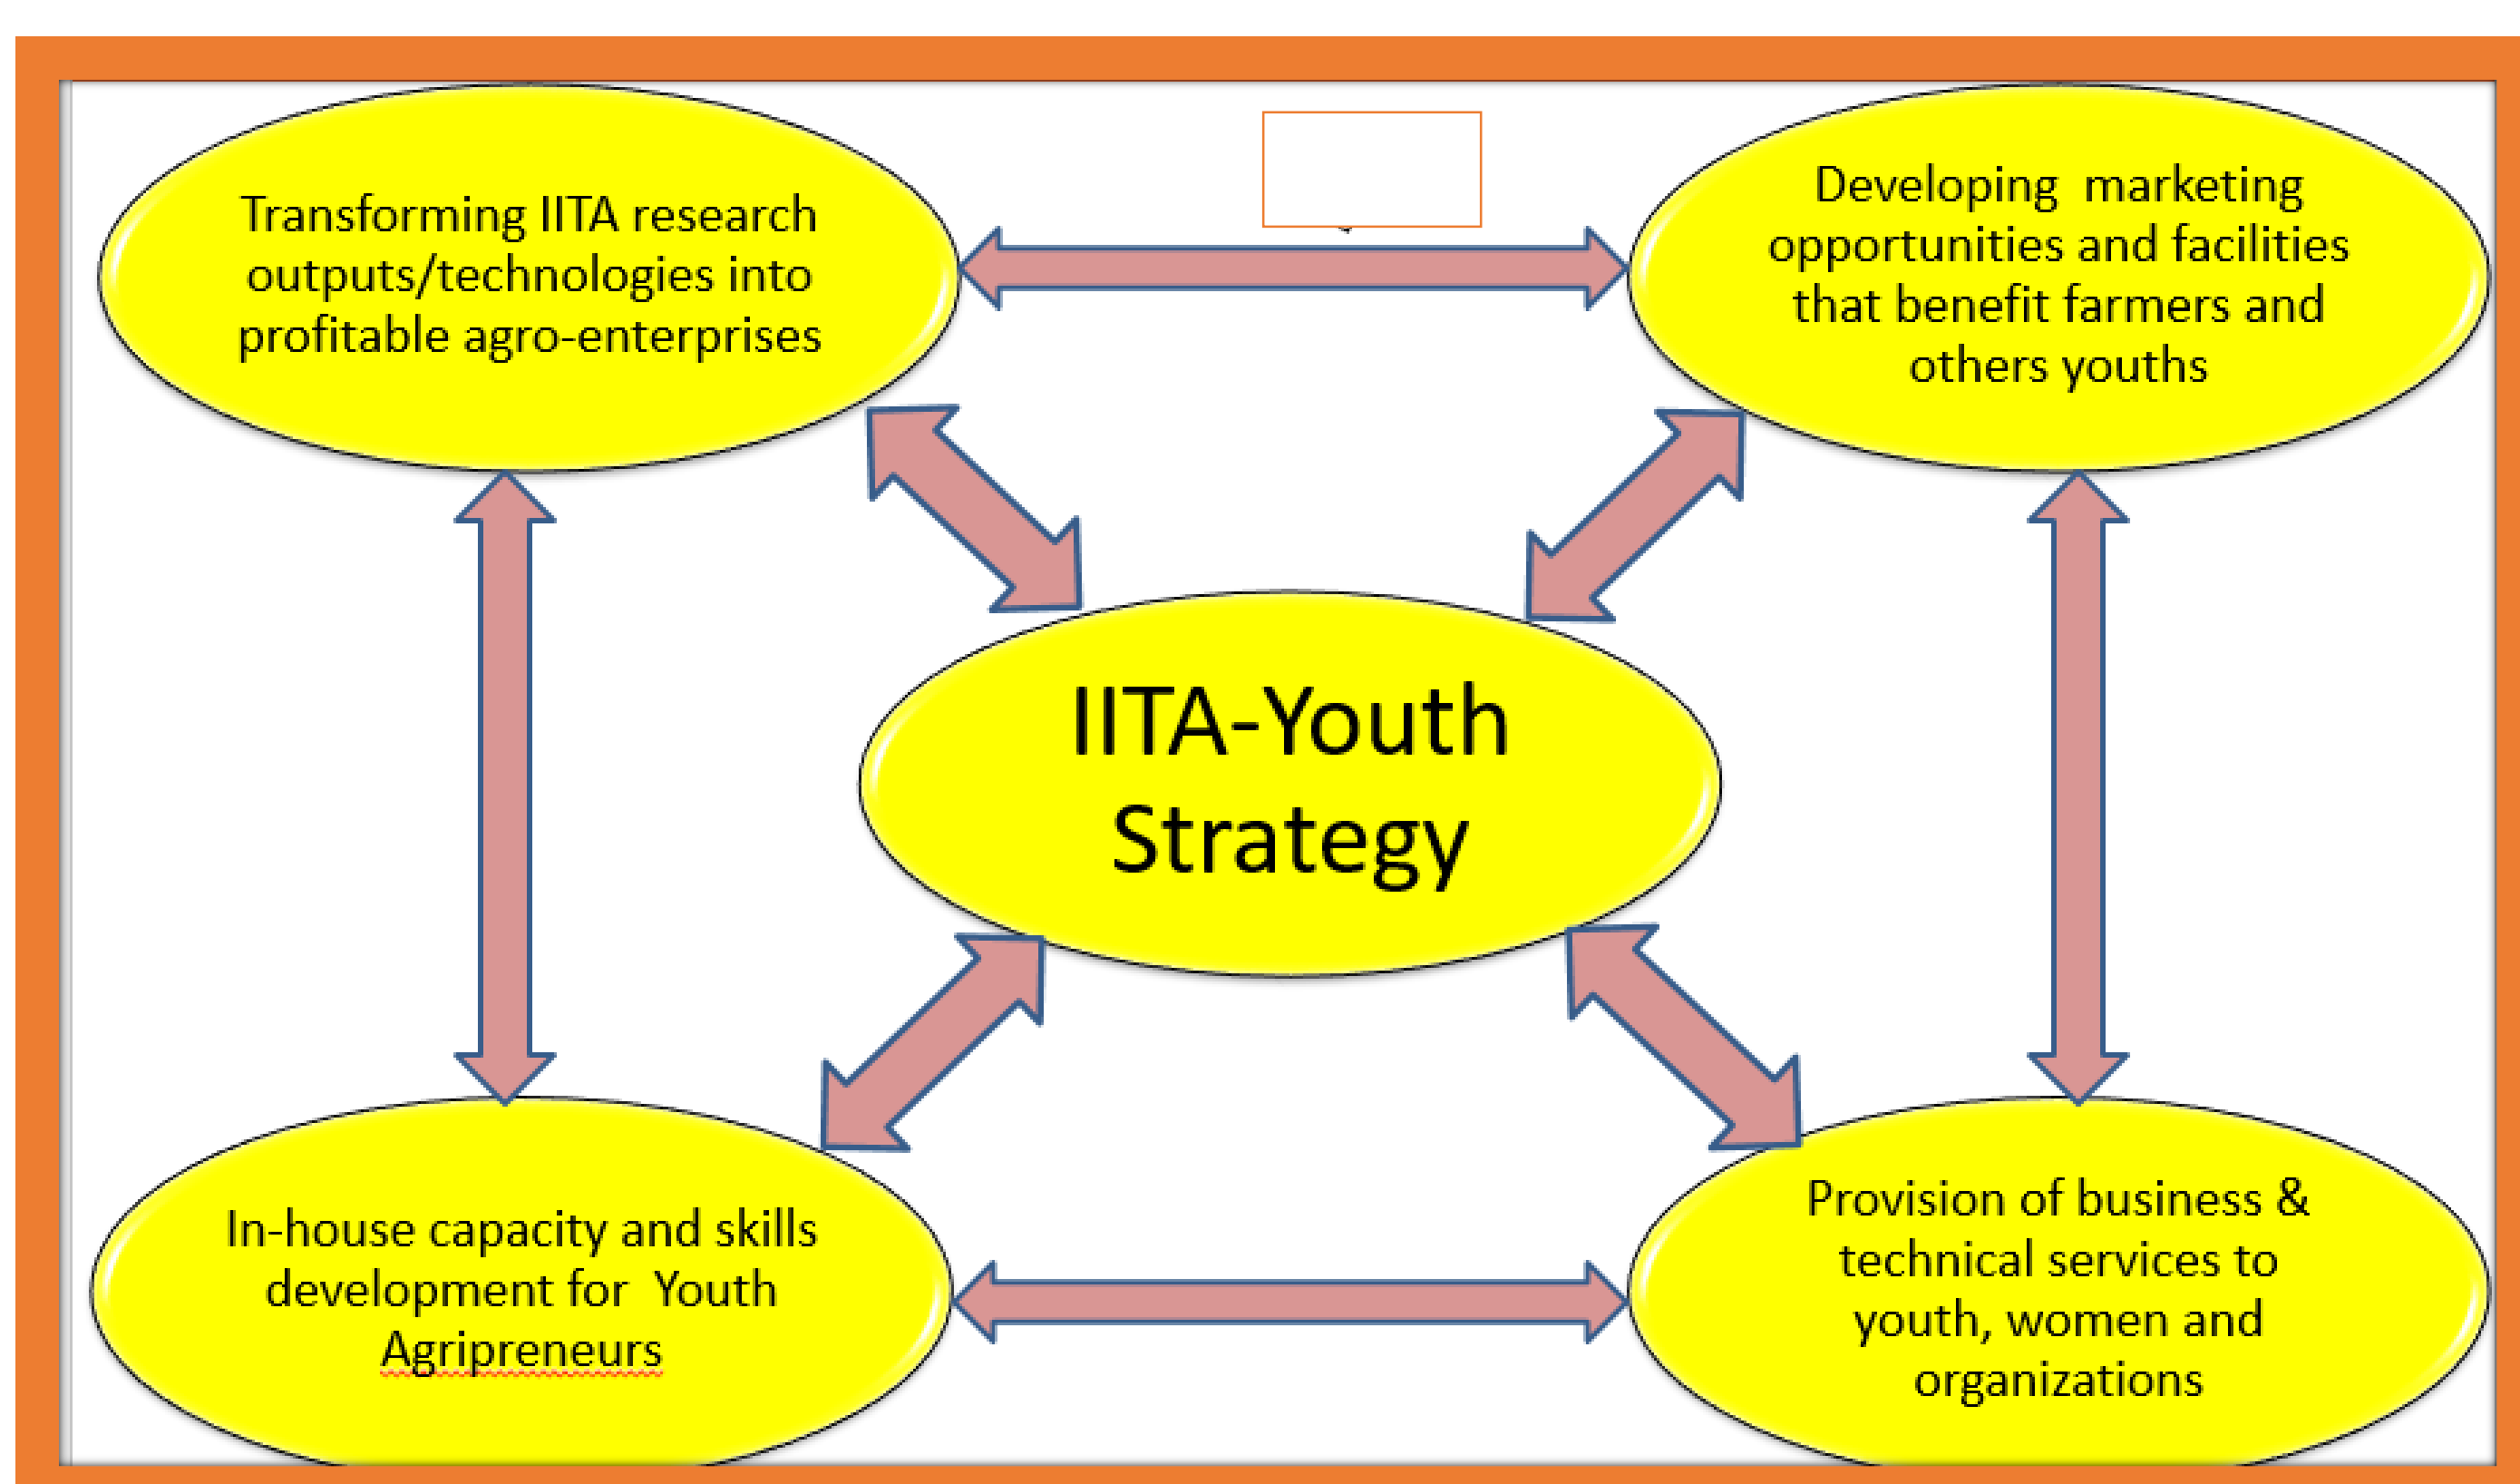 Transforming IITA research
outputs/technologies into
profitable agro-enterprises
Developing  marketing
opportunities and facilities
that benefit farmers and
others youths
IITA-Youth
Strategy
In-house capacity and skills
development for  Youth
Agripreneurs
Provision of business &
technical services to
youth, women and
organizations